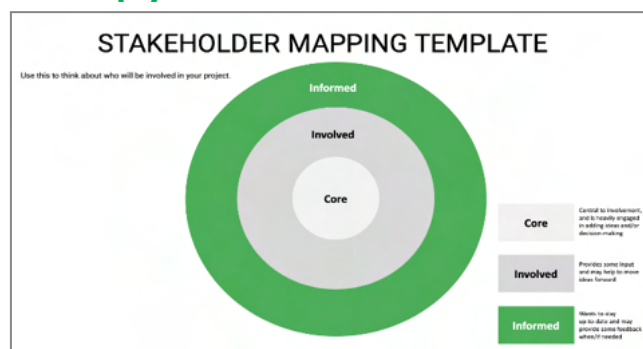 STAKEHOLDER MAPPING TEMPLATE
Use this to think about who will be involved in your project.
Informed
Involved
Core
Core
Central to involvement,
and is heavily engaged
in adding ideas and/or
decision-making
Involved
Provides some input
and may help to move
ideas forward
Informed
Wants to stay
up-to-date and may
provide some feedback
when/if needed